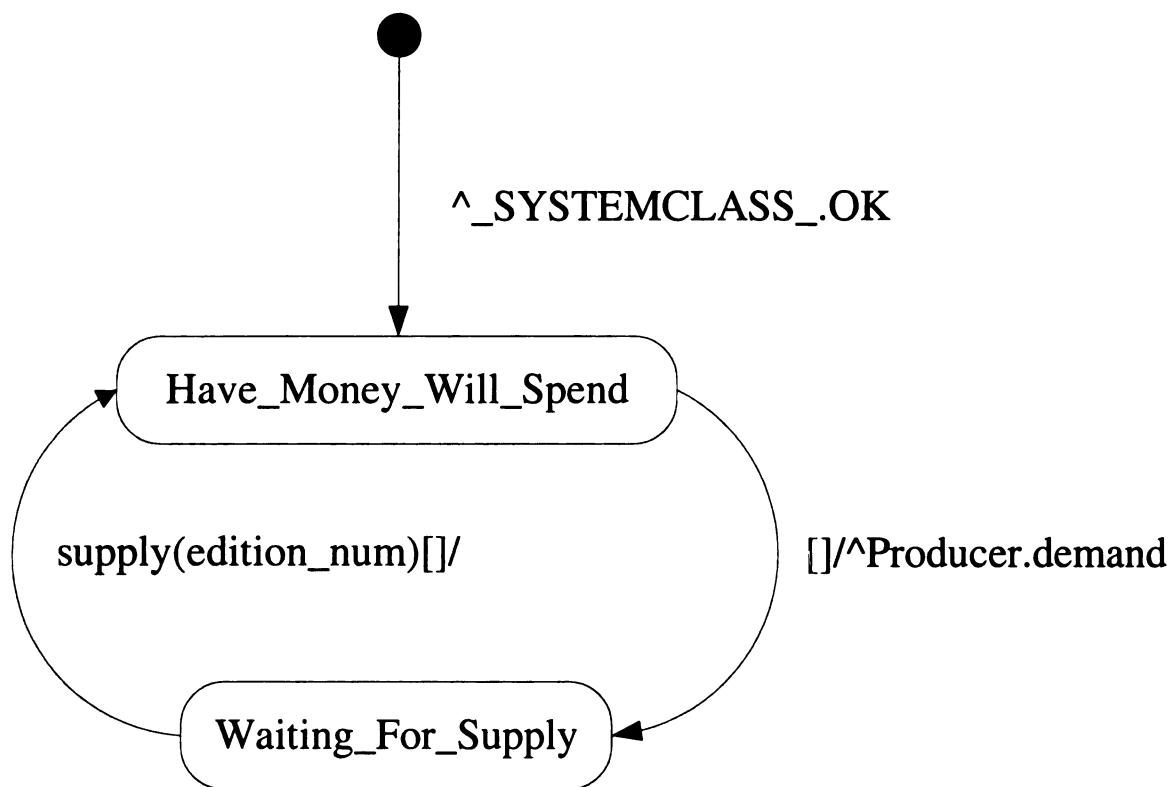 ^_SYSTEMCLASS_.OK
Have_Money_Will_Spend
supply(edition_num)[]/
[]/^Producer.demand
Waiting_For_Supply